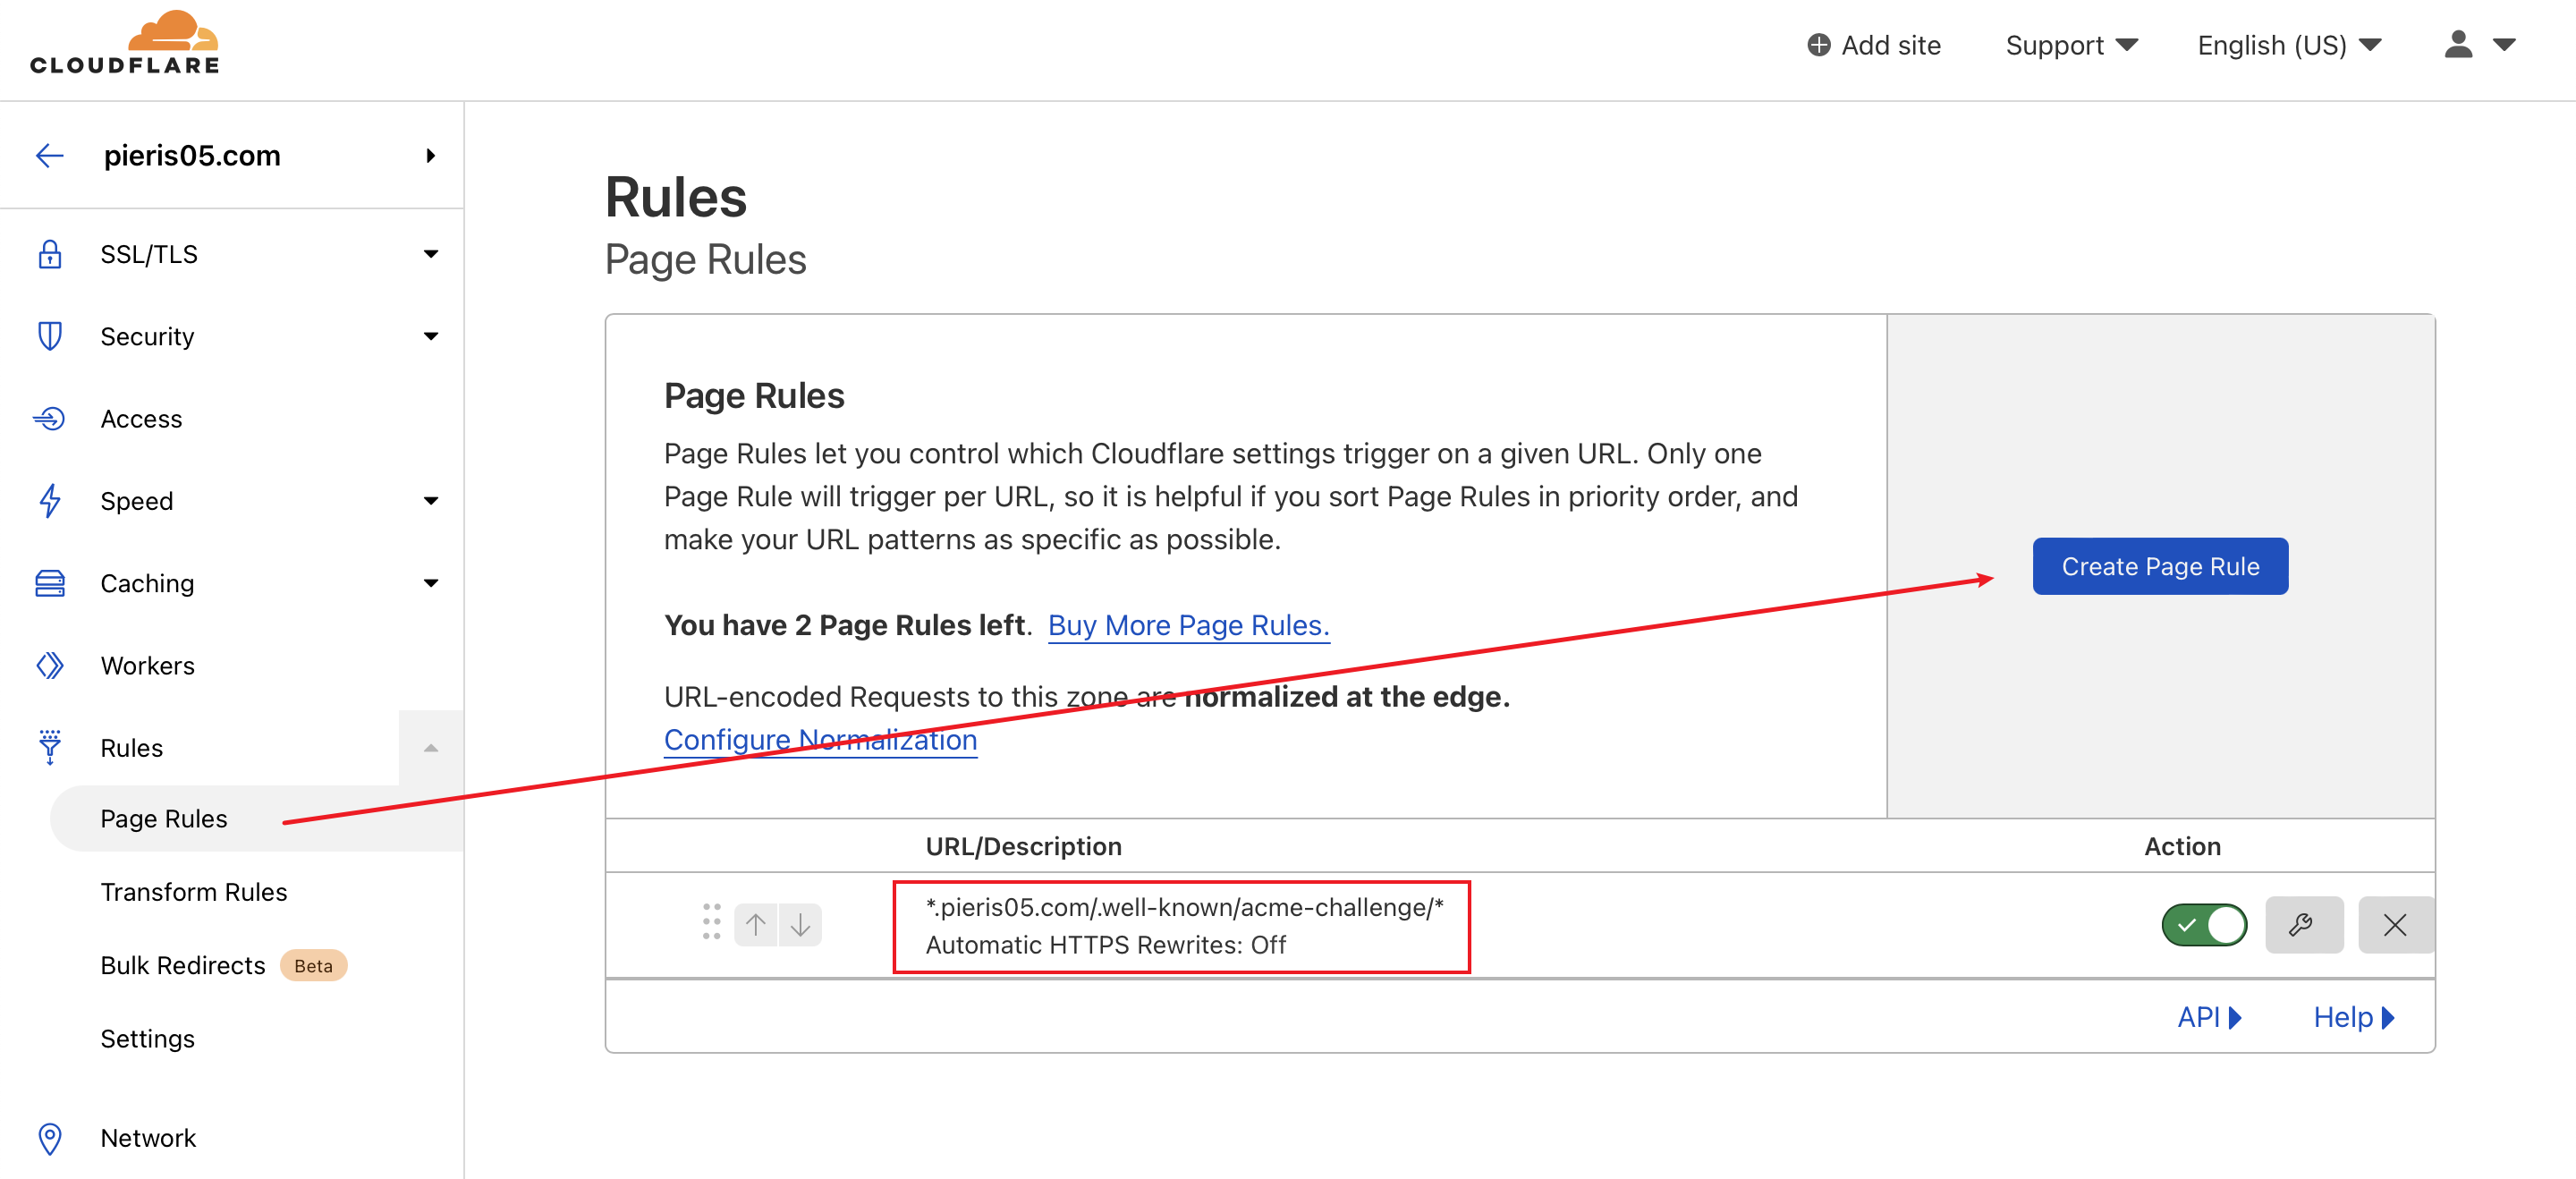 CLOUDFLARE
Add site
Support
English (US)
pieris05.com
SSL/TLS
Security
Access
Speed
Caching
Workers
Rules
Page Rules
Transform Rules
Bulk Redirects Beta
Settings
Network
Rules
Page Rules
Page Rules
Page Rules let you control which Cloudflare settings trigger on a given URL. Only one
Page Rule will trigger per URL, so it is helpful if you sort Page Rules in priority order, and
make your URL patterns as specific as possible.
You have 2 Page Rules left. Buy More Page Rules.
URL-encoded Requests to this zone are normalized at the edge.
Configure Normalization
Create Page Rule
URL/Description
Action
*.pieris05.com/.well-known/acme-challenge/*
Automatic HTTPS Rewrites: Off
API
Help